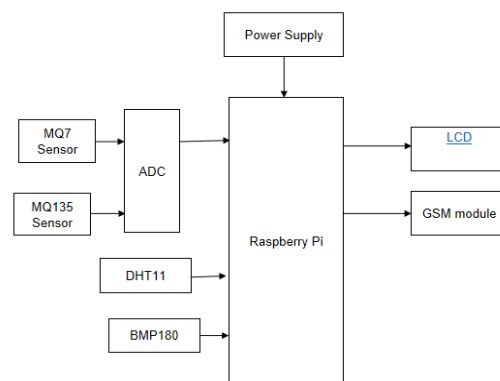 Power Supply
MQ7
Sensor
ADC
LCD
MQ135
Sensor
GSM module
Raspberry Pi
DHT11
BMP180